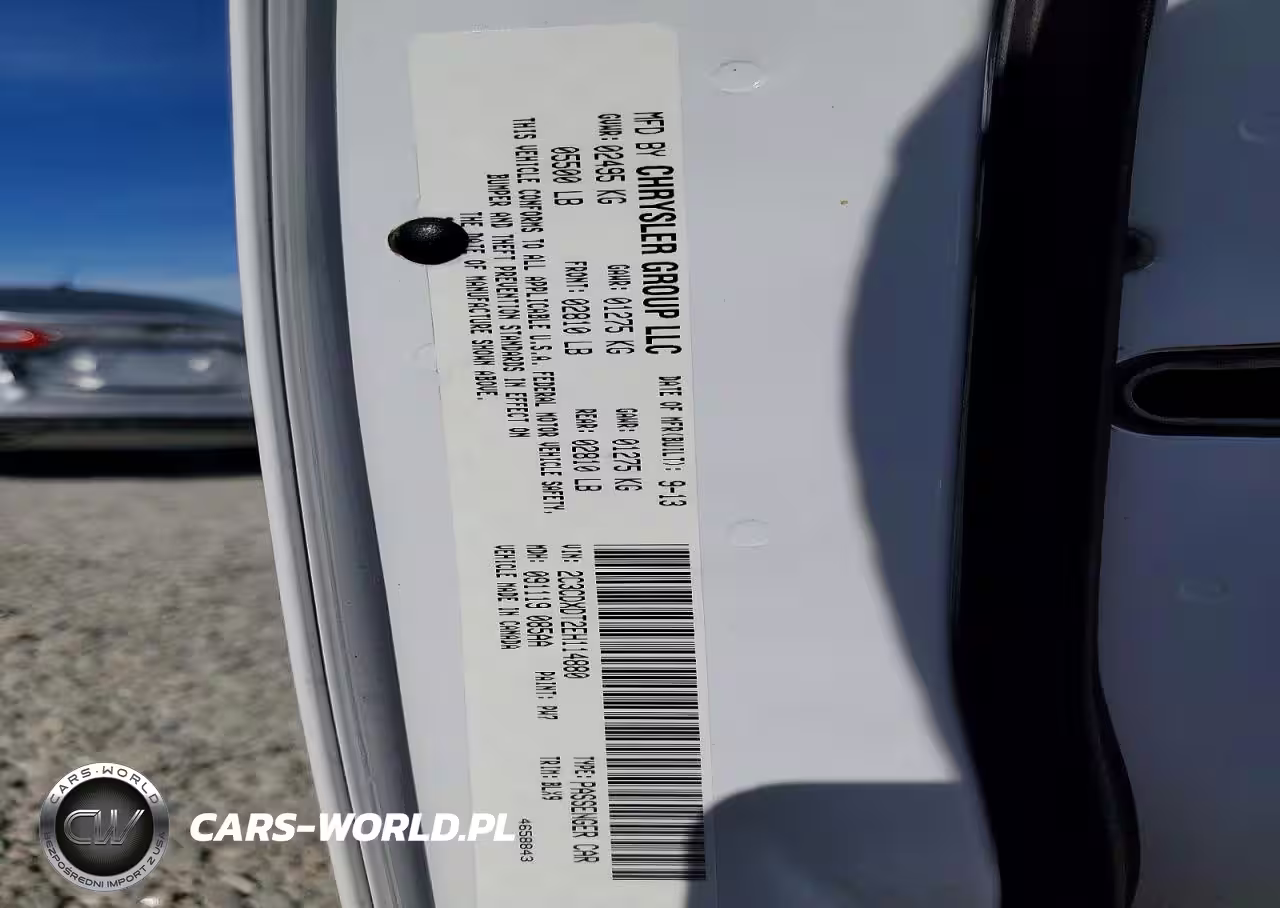 MFD BY CHRYSLER GROUP LLC DATE OF MFR(BUILT): 9-13
GVWR: 02495 KG GAWR: 01275 KG GAWR: 01275 KG
05500 LB FRONT: 02810 LB REAR: 02810 LB
THIS VEHICLE CONFORMS TO ALL APPLICABLE U.S.A. FEDERAL MOTOR VEHICLE SAFETY,
BUMPER AND THEFT PREVENTION STANDARDS IN EFFECT ON
THE DATE OF MANUFACTURE SHOWN ABOVE.
VIN: 2C3CDXDT2EH114880 TYPE: PASSENGER CAR
MDH: 091119 085AA PAINT: PW7 TRIM: BLX9
VEHICLE MADE IN CANADA 4658843
CARS-WORLD
CW
BEZPOŚREDNI IMPORT Z USA
CARS-WORLD.PL